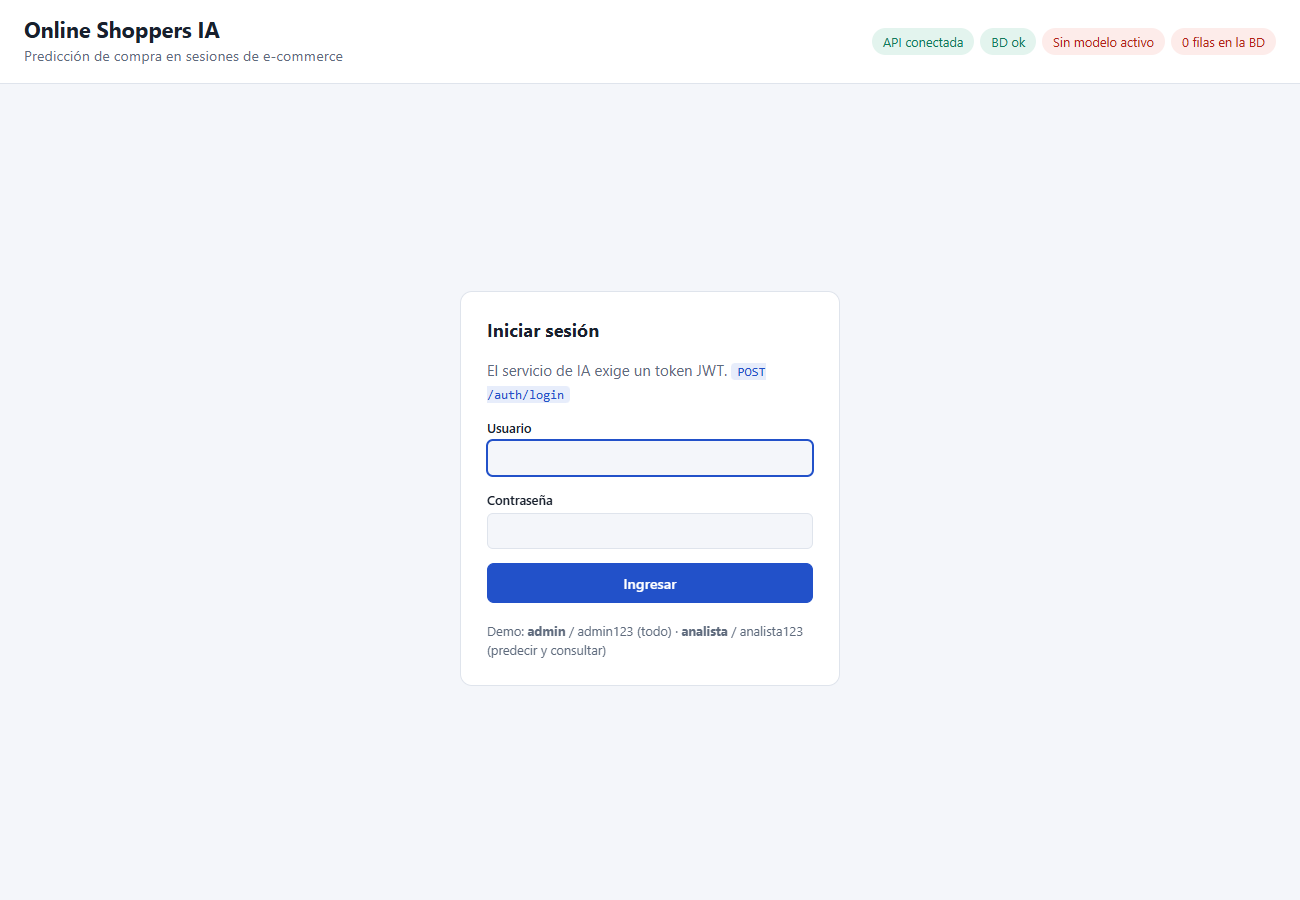 Online Shoppers IA
Predicción de compra en sesiones de e-commerce
API conectada
BD ok
Sin modelo activo
0 filas en la BD
Iniciar sesión
El servicio de IA exige un token JWT. POST
/auth/login
Usuario
Contraseña
Ingresar
Demo: admin / admin123 (todo) · analista / analista123
(predecir y consultar)